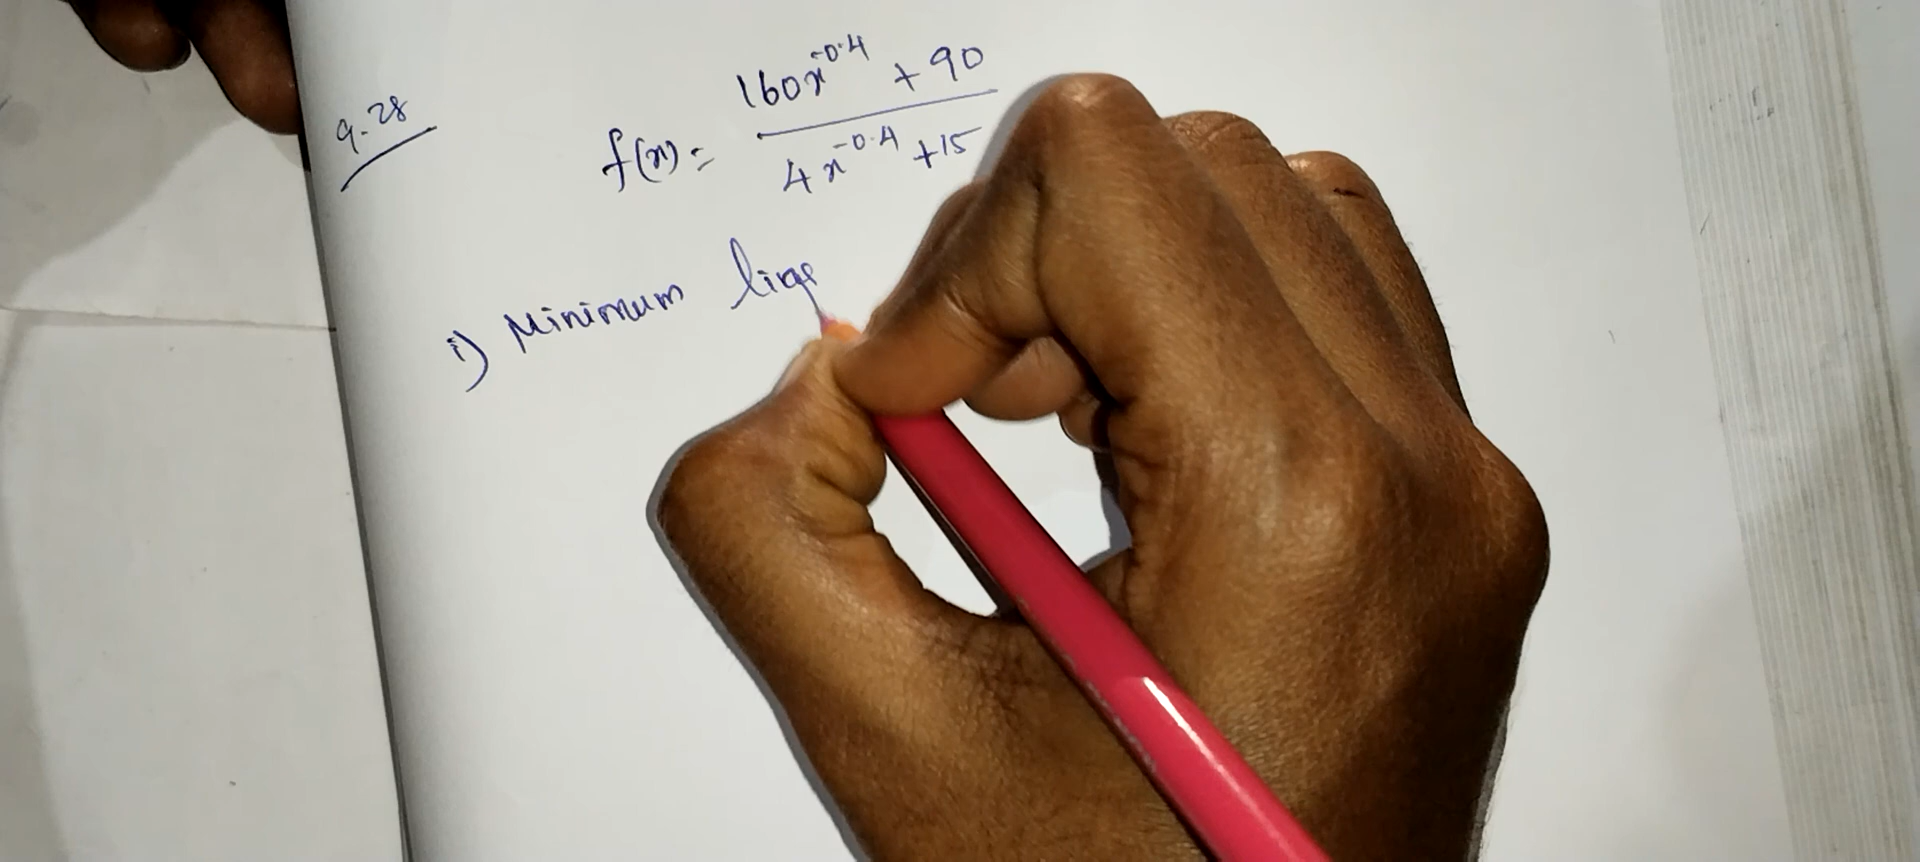 9.28
f(x) = (160x^-0.4 + 90) / (4x^-0.4 + 15)
i) Minimum